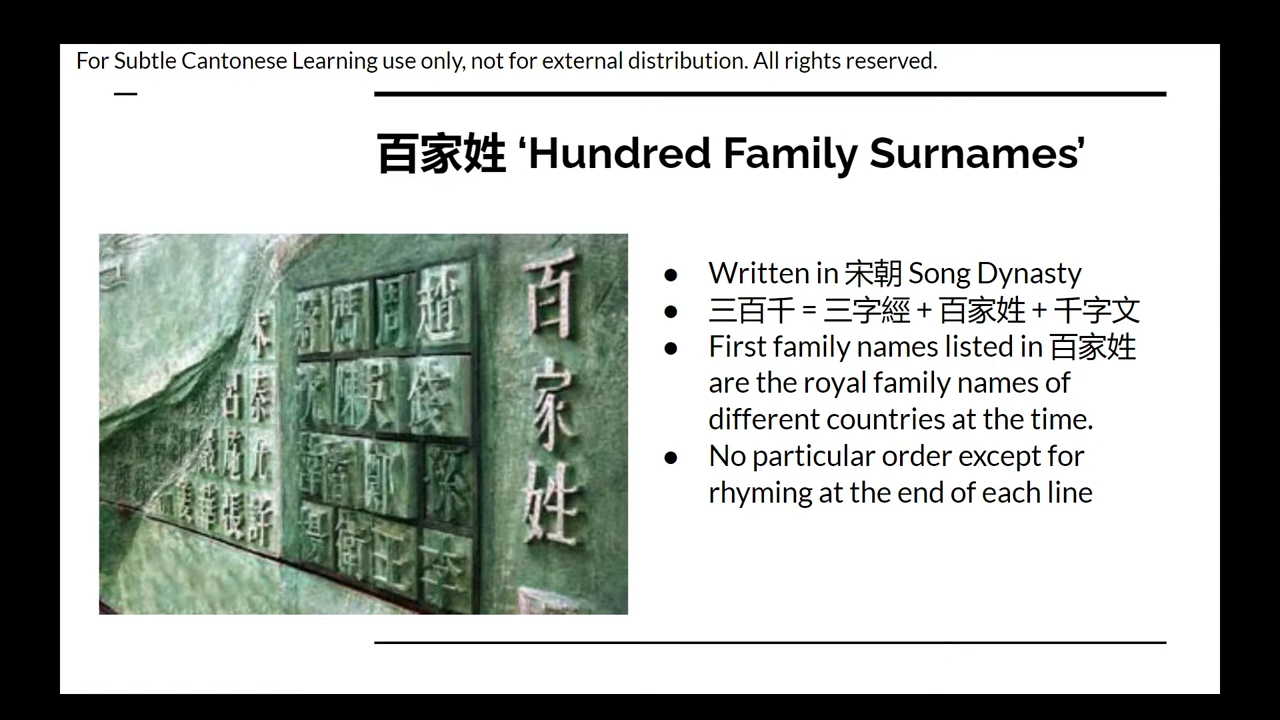 For Subtle Cantonese Learning use only, not for external distribution. All rights reserved.
百家姓 ‘Hundred Family Surnames’
百家姓
趙錢孫李
周吳鄭王
馮陳褚衛
蔣沈韓楊
朱秦尤許
● Written in 宋朝 Song Dynasty
● 三百千 = 三字經 + 百家姓 + 千字文
● First family names listed in 百家姓
are the royal family names of
different countries at the time.
● No particular order except for
rhyming at the end of each line